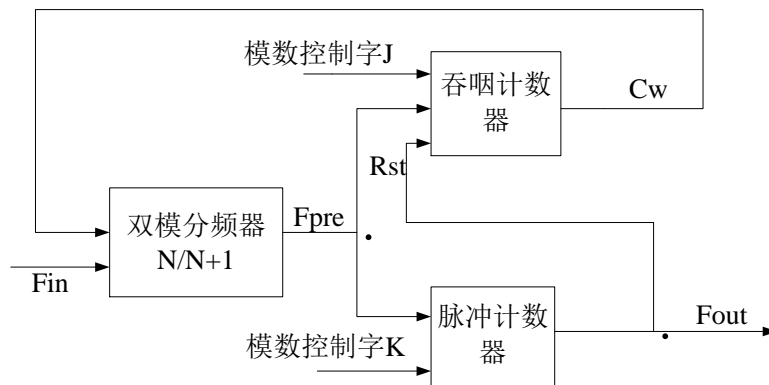 模数控制字J
吞咽计数
器
Cw
Rst
双模分频器
N/N+1
Fpre
Fin
脉冲计数
器
Fout
模数控制字K